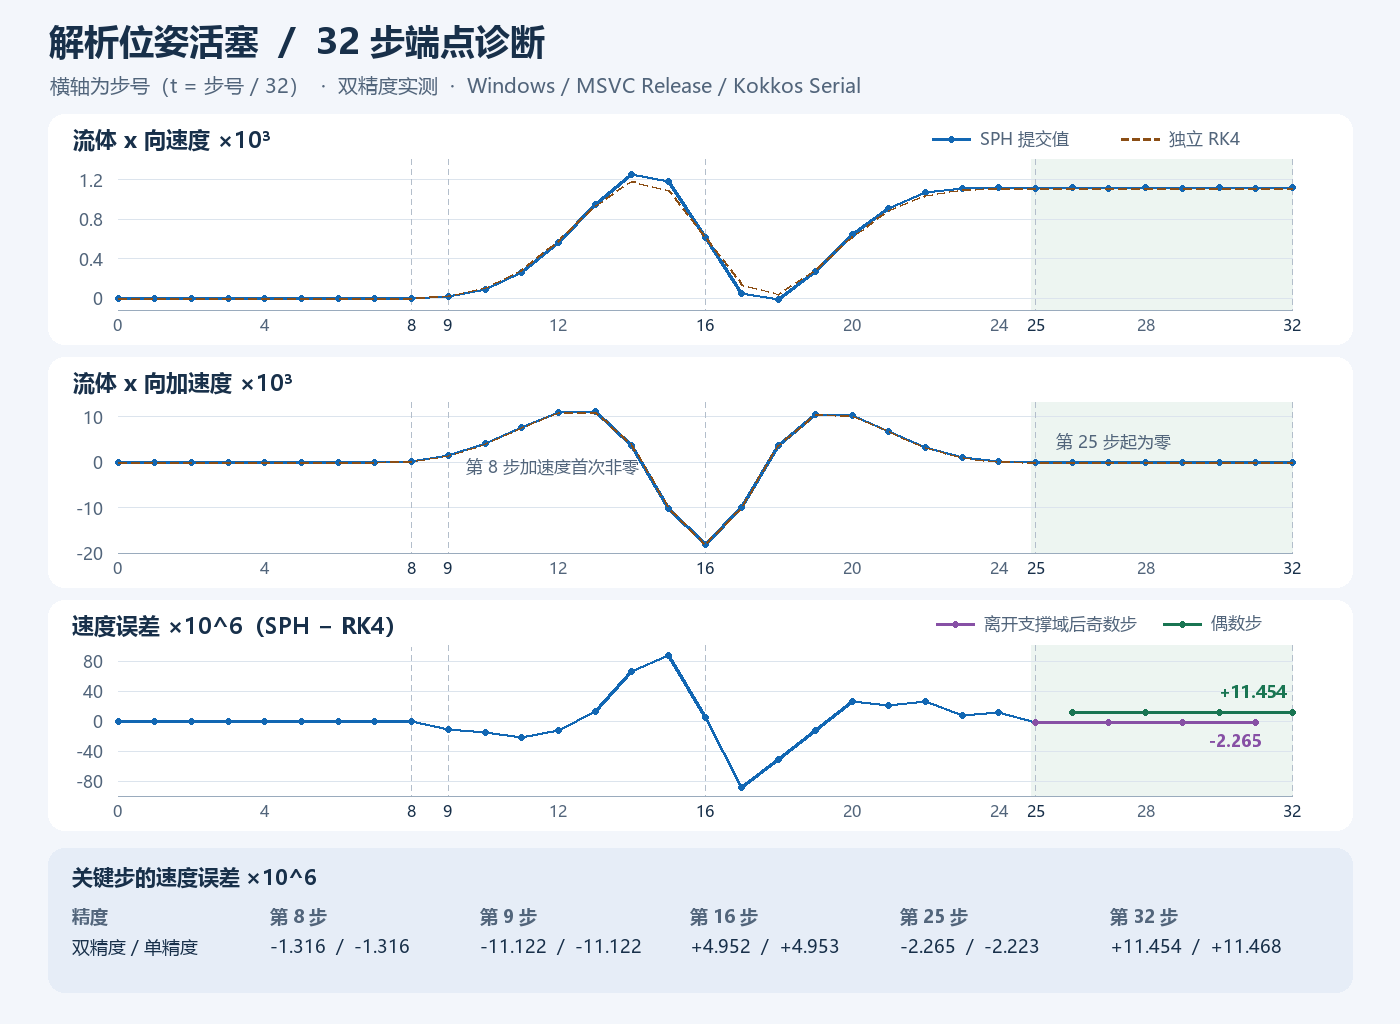 解析位姿活塞 / 32 步端点诊断
横轴为步号（t = 步号 / 32） · 双精度实测 · Windows / MSVC Release / Kokkos Serial
流体 x 向速度 ×10³
SPH 提交值
独立 RK4
1.2
0.8
0.4
0
0 4 8 9 12 16 20 24 25 28 32
流体 x 向加速度 ×10³
10
0
-10
-20
第 8 步加速度首次非零
第 25 步起为零
0 4 8 9 12 16 20 24 25 28 32
速度误差 ×10^6（SPH − RK4）
离开支撑域后奇数步
偶数步
80
40
0
-40
-80
+11.454
-2.265
0 4 8 9 12 16 20 24 25 28 32
关键步的速度误差 ×10^6
精度 第 8 步 第 9 步 第 16 步 第 25 步 第 32 步
双精度 / 单精度 -1.316 / -1.316 -11.122 / -11.122 +4.952 / +4.953 -2.265 / -2.223 +11.454 / +11.468